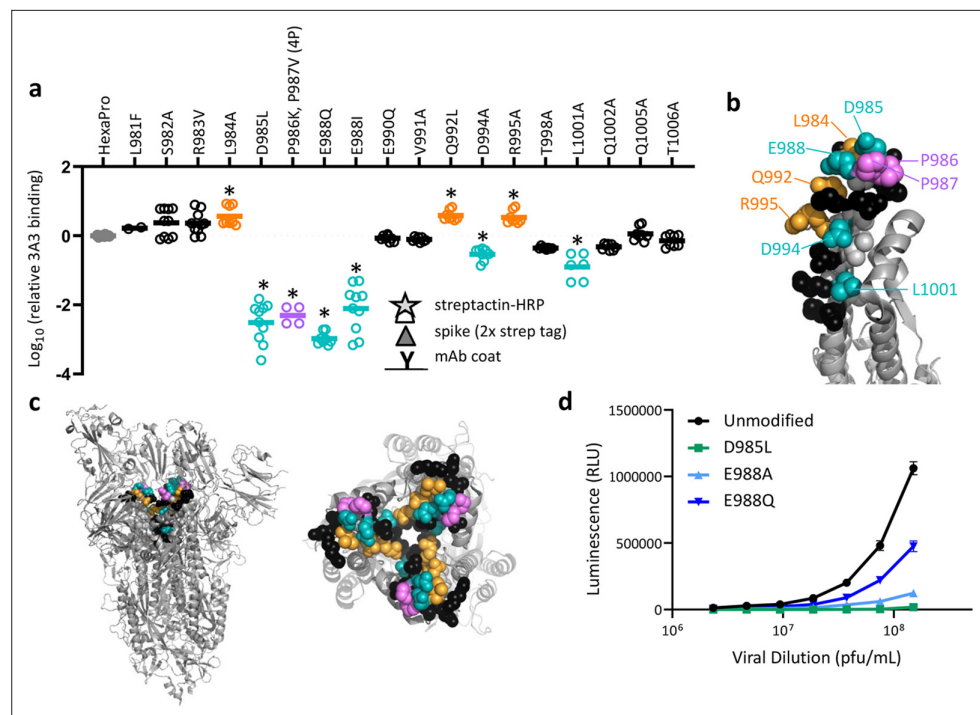 a
HexaPro
L981F
S982A
R983V
L984A
D985L
P986K, P987V (4P)
E988Q
E988I
E990Q
V991A
Q992L
D994A
R995A
T998A
L1001A
Q1002A
Q1005A
T1006A
Log10 (relative 3A3 binding)
2
0
-2
-4
* * * * * * * * *
streptactin-HRP
spike (2x strep tag)
mAb coat
b
D985
L984
E988
P986
P987
Q992
R995
D994
L1001
c
d
Luminescence (RLU)
1500000
1000000
500000
0
Unmodified
D985L
E988A
E988Q
10^6
10^7
10^8
Viral Dilution (pfu/mL)